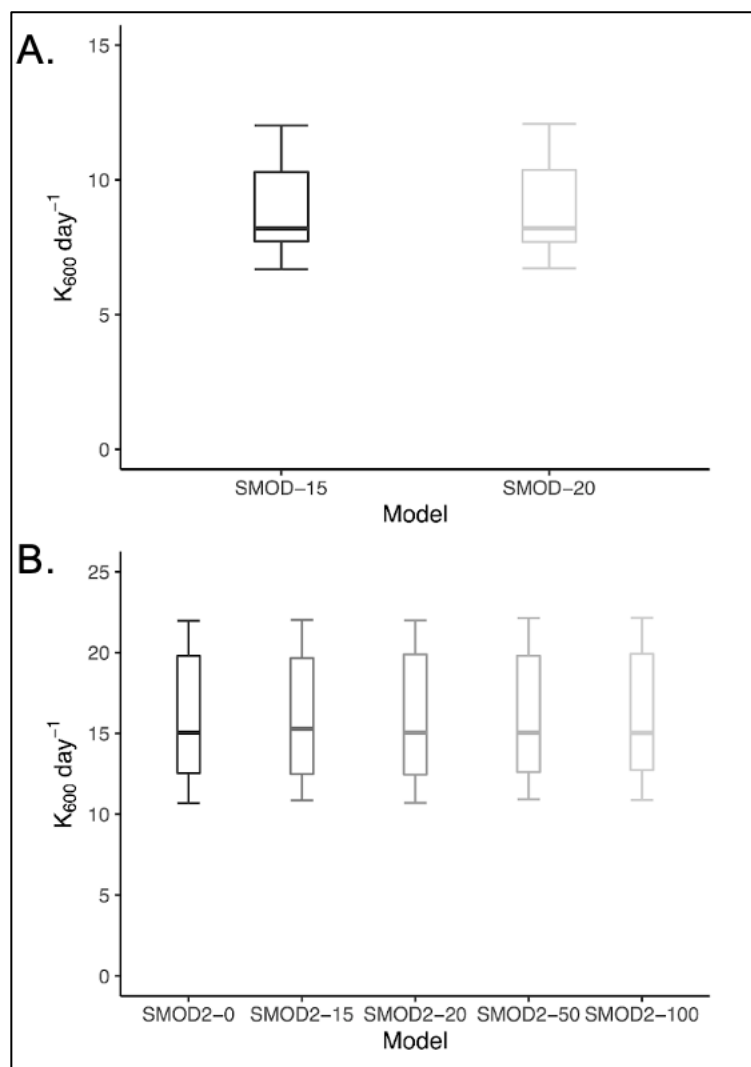 A.
15
10
5
0
K₆₀₀ day⁻¹
SMOD−15 SMOD−20
Model
B.
25
20
15
10
5
0
K₆₀₀ day⁻¹
SMOD2−0 SMOD2−15 SMOD2−20 SMOD2−50 SMOD2−100
Model